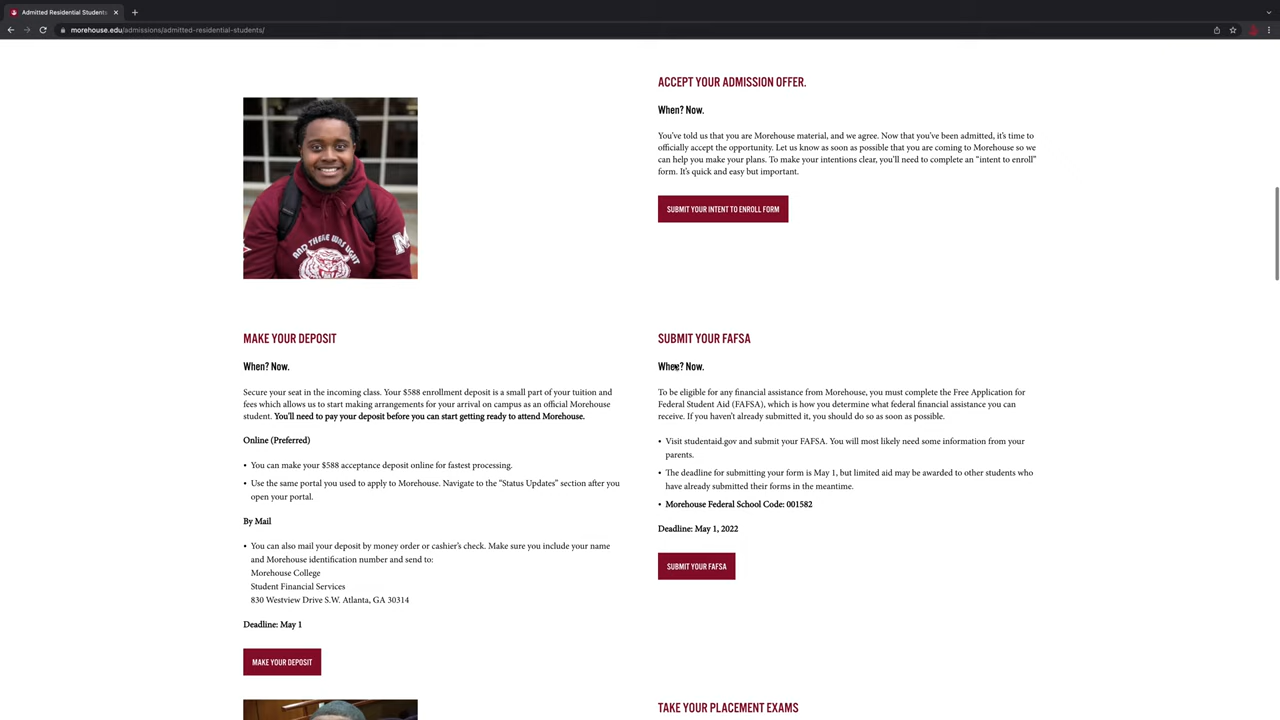 Admitted Residential Students
morehouse.edu/admissions/admitted-residential-students/
ACCEPT YOUR ADMISSION OFFER.
When? Now.
You've told us that you are Morehouse material, and we agree. Now that you've been admitted, it's time to
officially accept the opportunity. Let us know as soon as possible that you are coming to Morehouse so we
can help you make your plans. To make your intentions clear, you'll need to complete an “intent to enroll”
form. It's quick and easy but important.
SUBMIT YOUR INTENT TO ENROLL FORM
AND THERE WAS LIGHT
M
MAKE YOUR DEPOSIT
When? Now.
Secure your seat in the incoming class. Your $588 enrollment deposit is a small part of your tuition and
fees which allows us to start making arrangements for your arrival on campus as an official Morehouse
student. You'll need to pay your deposit before you can start getting ready to attend Morehouse.
Online (Preferred)
• You can make your $588 acceptance deposit online for fastest processing.
• Use the same portal you used to apply to Morehouse. Navigate to the “Status Updates” section after you
open your portal.
By Mail
• You can also mail your deposit by money order or cashier's check. Make sure you include your name
and Morehouse identification number and send to:
Morehouse College
Student Financial Services
830 Westview Drive S.W. Atlanta, GA 30314
Deadline: May 1
MAKE YOUR DEPOSIT
SUBMIT YOUR FAFSA
When? Now.
To be eligible for any financial assistance from Morehouse, you must complete the Free Application for
Federal Student Aid (FAFSA), which is how you determine what federal financial assistance you can
receive. If you haven't already submitted it, you should do so as soon as possible.
• Visit studentaid.gov and submit your FAFSA. You will most likely need some information from your
parents.
• The deadline for submitting your form is May 1, but limited aid may be awarded to other students who
have already submitted their forms in the meantime.
• Morehouse Federal School Code: 001582
Deadline: May 1, 2022
SUBMIT YOUR FAFSA
TAKE YOUR PLACEMENT EXAMS